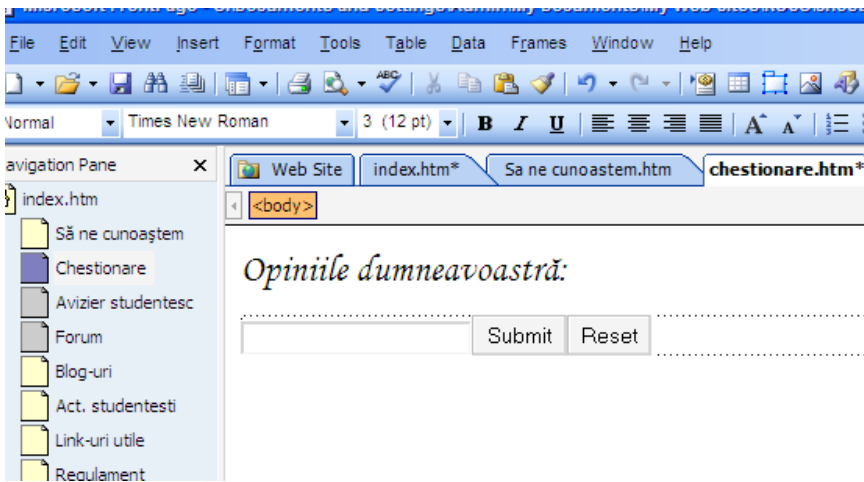 File Edit View Insert Format Tools Table Data Frames Window Help
Normal Times New Roman 3 (12 pt) B I U A A
avigation Pane x Web Site index.htm* Sa ne cunoastem.htm chestionare.htm*
index.htm <body>
Să ne cunoaştem
Chestionare
Opiniile dumneavoastră:
Avizier studentesc
Forum
Submit Reset
Blog-uri
Act. studentesti
Link-uri utile
Regulament